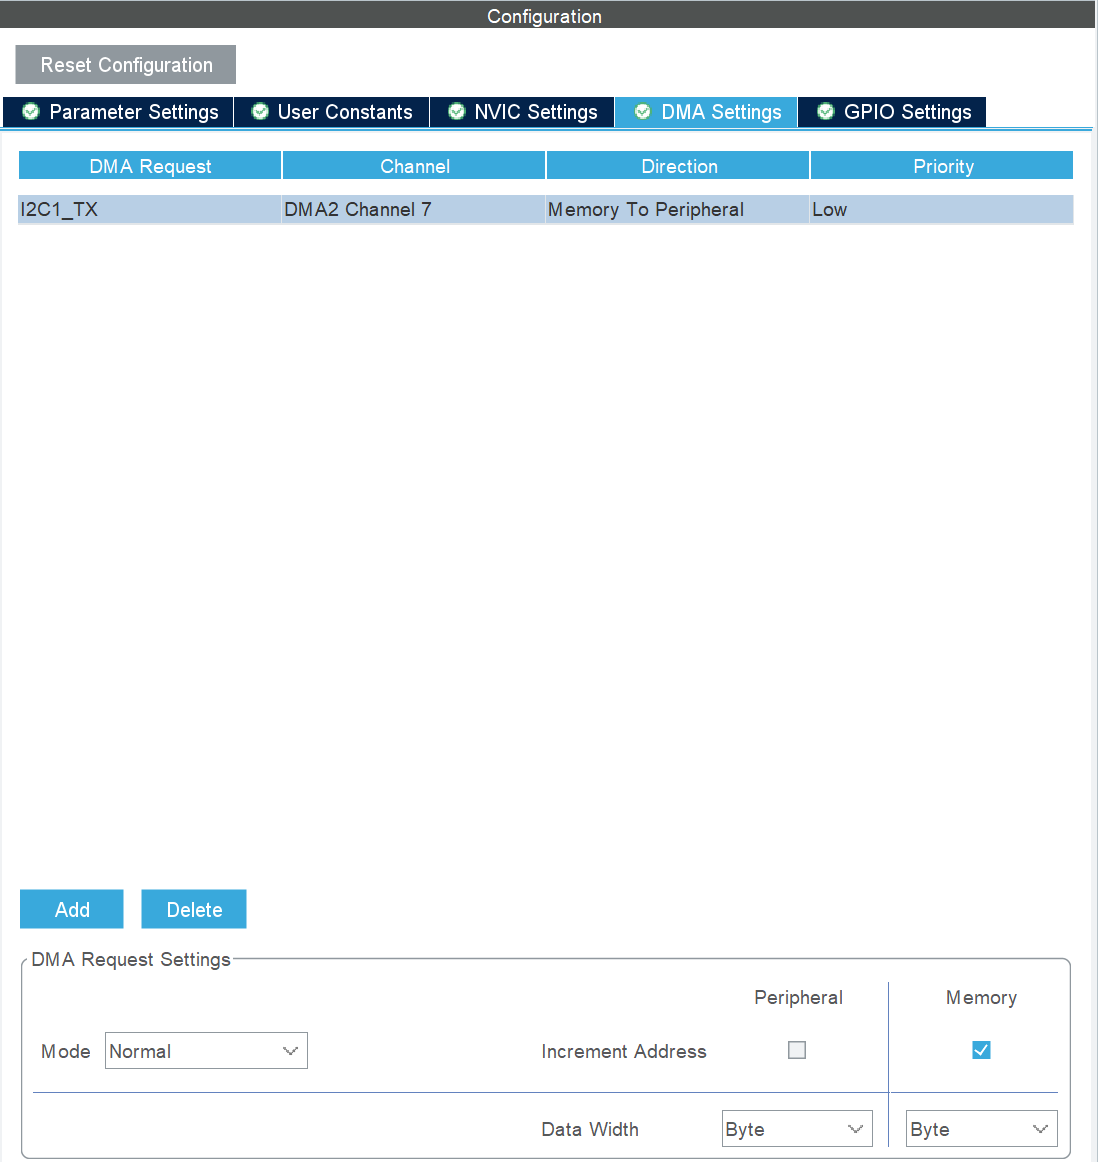 Configuration
Reset Configuration
Parameter Settings User Constants NVIC Settings DMA Settings GPIO Settings
DMA Request Channel Direction Priority
I2C1_TX DMA2 Channel 7 Memory To Peripheral Low
Add Delete
DMA Request Settings
Peripheral Memory
Mode Normal Increment Address
Data Width Byte Byte